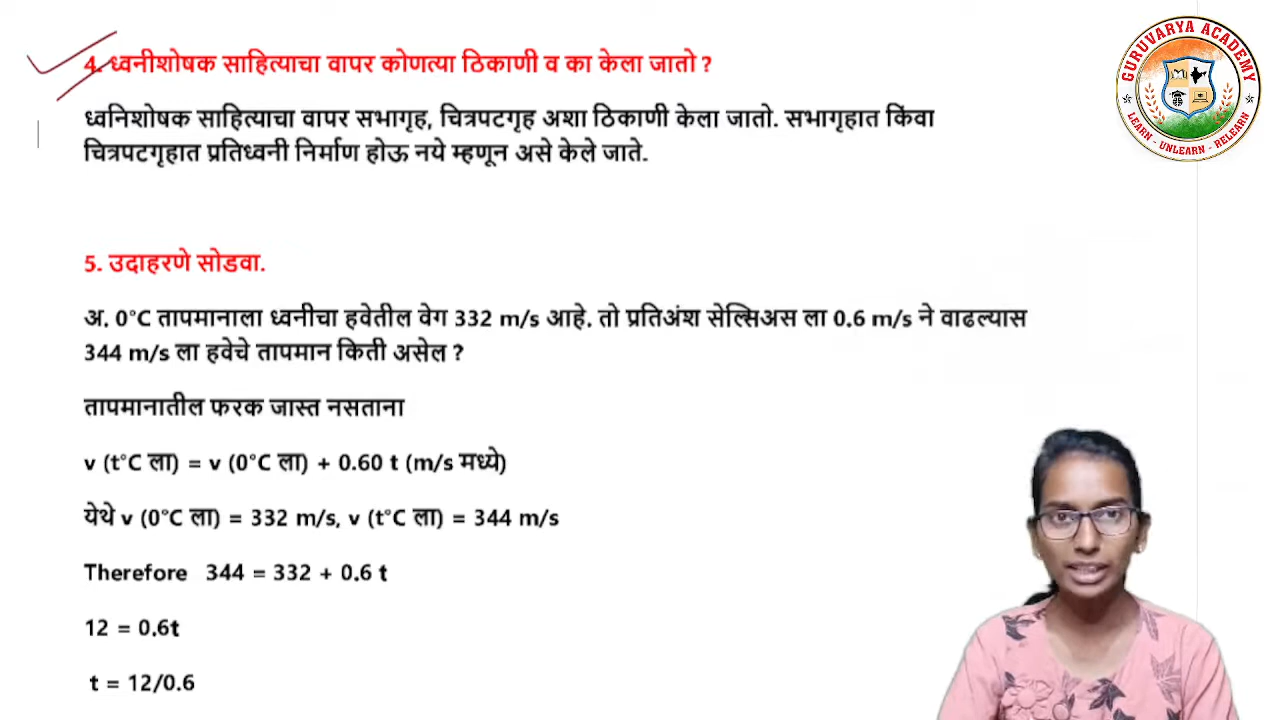 4. ध्वनीशोषक साहित्याचा वापर कोणत्या ठिकाणी व का केला जातो ?
ध्वनिशोषक साहित्याचा वापर सभागृह, चित्रपटगृह अशा ठिकाणी केला जातो. सभागृहात किंवा
चित्रपटगृहात प्रतिध्वनी निर्माण होऊ नये म्हणून असे केले जाते.
5. उदाहरणे सोडवा.
अ. 0°C तापमानाला ध्वनीचा हवेतील वेग 332 m/s आहे. तो प्रतिअंश सेल्सिअस ला 0.6 m/s ने वाढल्यास
344 m/s ला हवेचे तापमान किती असेल ?
तापमानातील फरक जास्त नसताना
v (t°C ला) = v (0°C ला) + 0.60 t (m/s मध्ये)
येथे v (0°C ला) = 332 m/s, v (t°C ला) = 344 m/s
Therefore 344 = 332 + 0.6 t
12 = 0.6t
t = 12/0.6
GURUVARYA ACADEMY
LEARN - UNLEARN - RELEARN